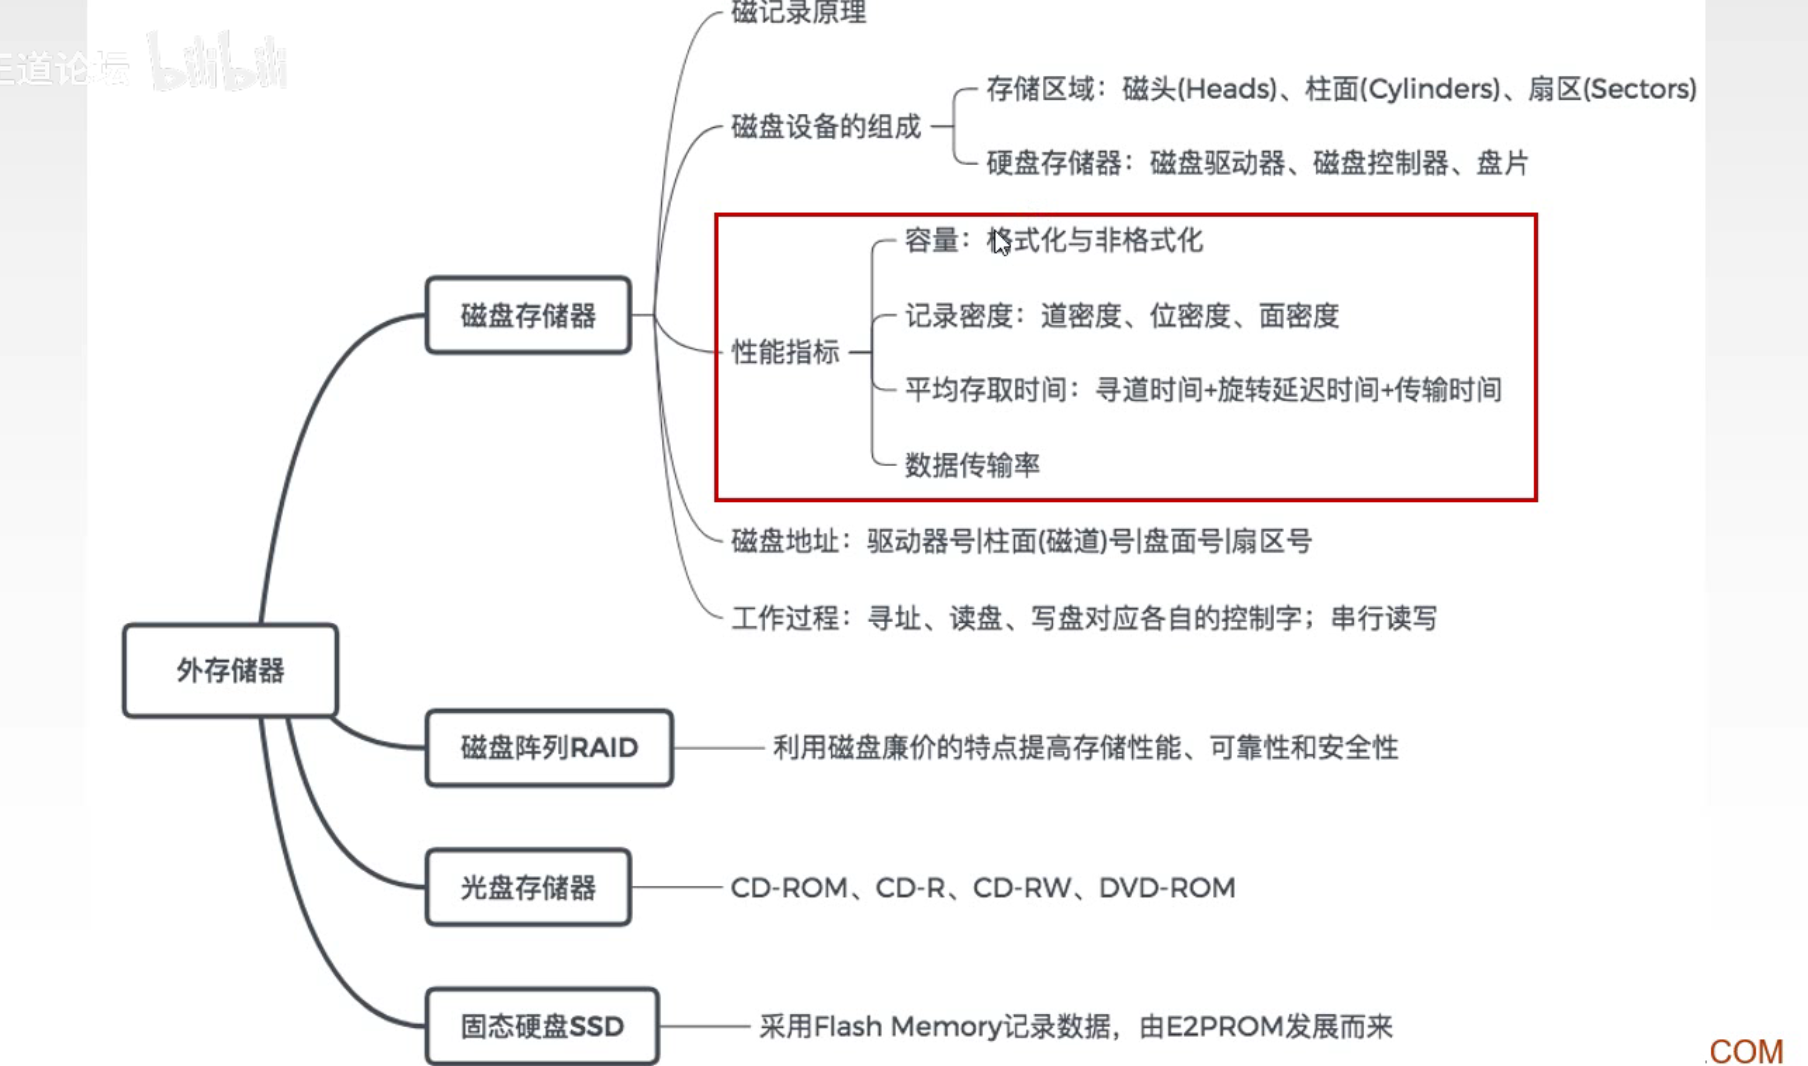 磁记录原理
道论坛 bilibili
存储区域：磁头(Heads)、柱面(Cylinders)、扇区(Sectors)
磁盘设备的组成
硬盘存储器：磁盘驱动器、磁盘控制器、盘片
容量：格式化与非格式化
磁盘存储器
记录密度：道密度、位密度、面密度
性能指标
平均存取时间：寻道时间+旋转延迟时间+传输时间
数据传输率
磁盘地址：驱动器号|柱面(磁道)号|盘面号|扇区号
工作过程：寻址、读盘、写盘对应各自的控制字；串行读写
外存储器
磁盘阵列RAID
利用磁盘廉价的特点提高存储性能、可靠性和安全性
光盘存储器
CD-ROM、CD-R、CD-RW、DVD-ROM
固态硬盘SSD
采用Flash Memory记录数据，由E2PROM发展而来
.COM